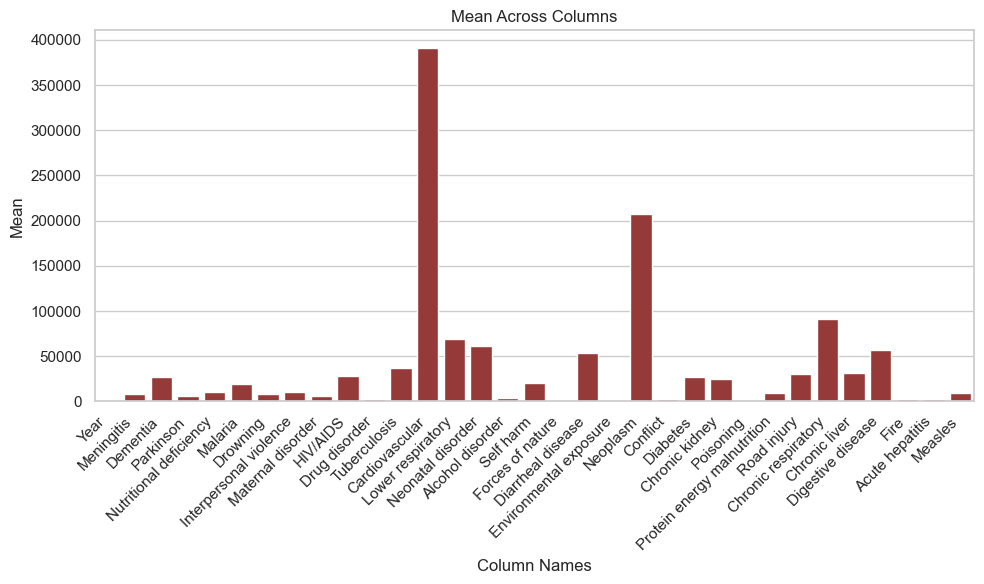 Mean Across Columns
400000
350000
300000
250000
200000
150000
100000
50000
0
Mean
Year
Meningitis
Dementia
Parkinson
Nutritional deficiency
Malaria
Drowning
Interpersonal violence
Maternal disorder
HIV/AIDS
Drug disorder
Tuberculosis
Cardiovascular
Lower respiratory
Neonatal disorder
Alcohol disorder
Self harm
Forces of nature
Diarrheal disease
Environmental exposure
Neoplasm
Conflict
Diabetes
Chronic kidney
Poisoning
Protein energy malnutrition
Road injury
Chronic respiratory
Chronic liver
Digestive disease
Fire
Acute hepatitis
Measles
Column Names